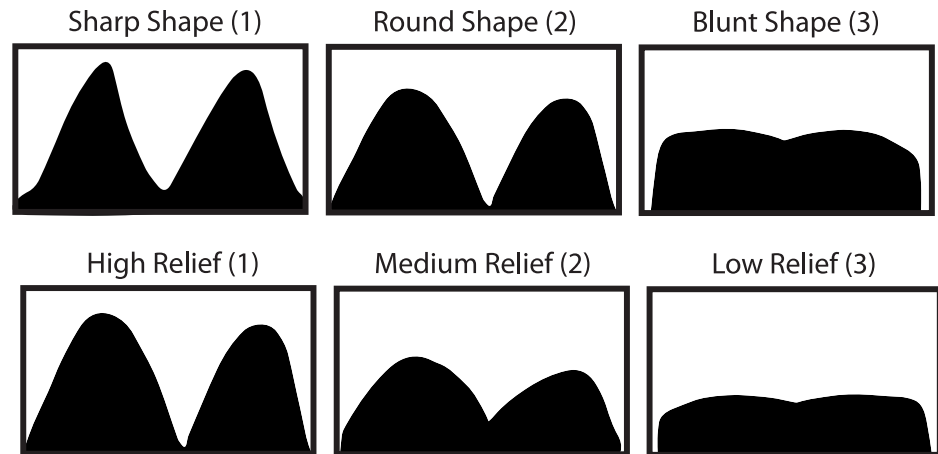 Sharp Shape (1)
Round Shape (2)
Blunt Shape (3)
High Relief (1)
Medium Relief (2)
Low Relief (3)